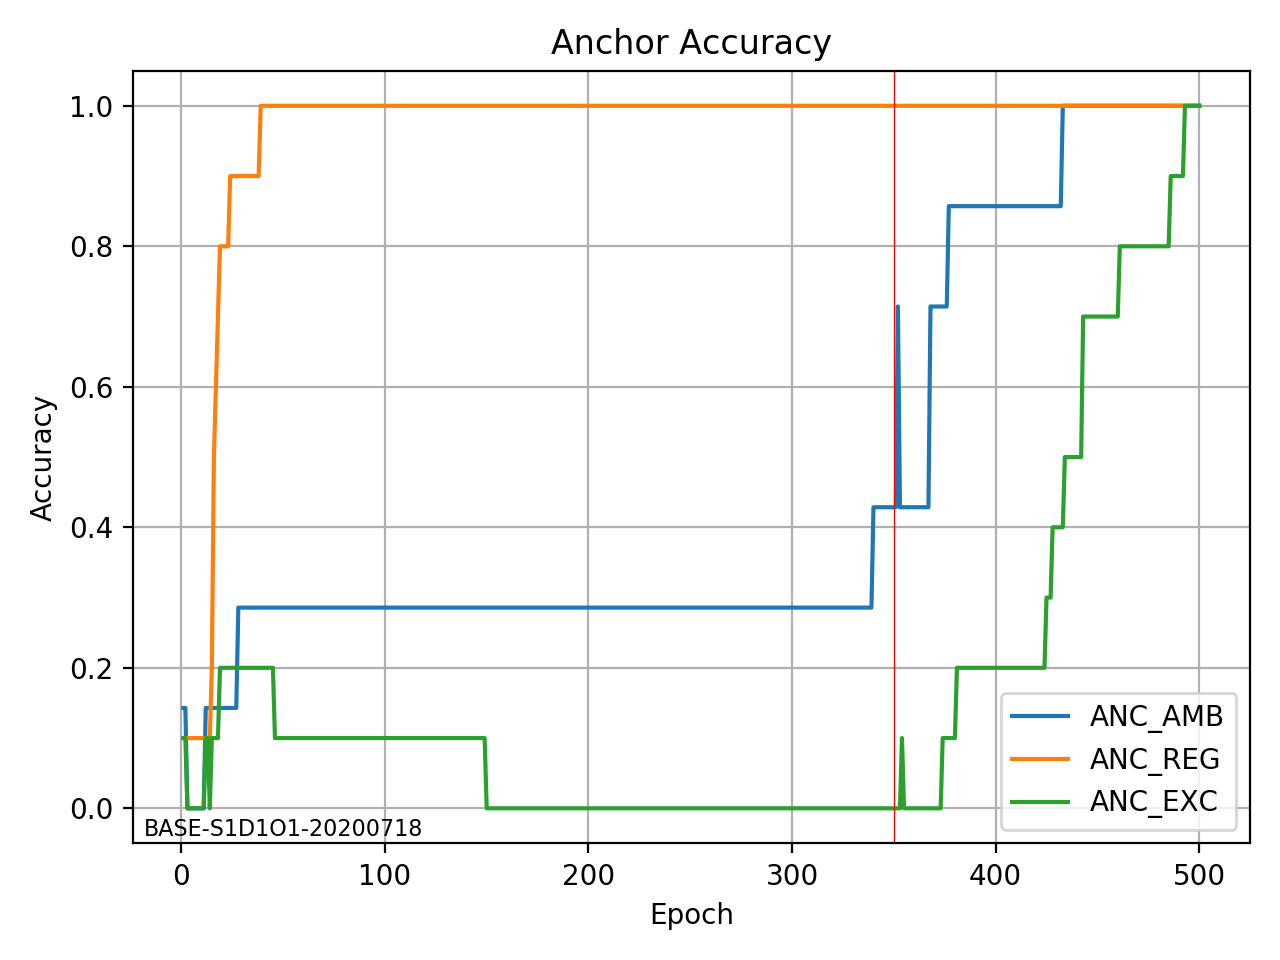 Anchor Accuracy
Accuracy
1.0
0.8
0.6
0.4
0.2
0.0
ANC_AMB
ANC_REG
ANC_EXC
BASE-S1D1O1-20200718
0 100 200 300 400 500
Epoch